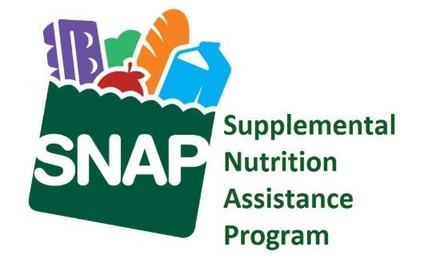 SNAP
Supplemental
Nutrition
Assistance
Program